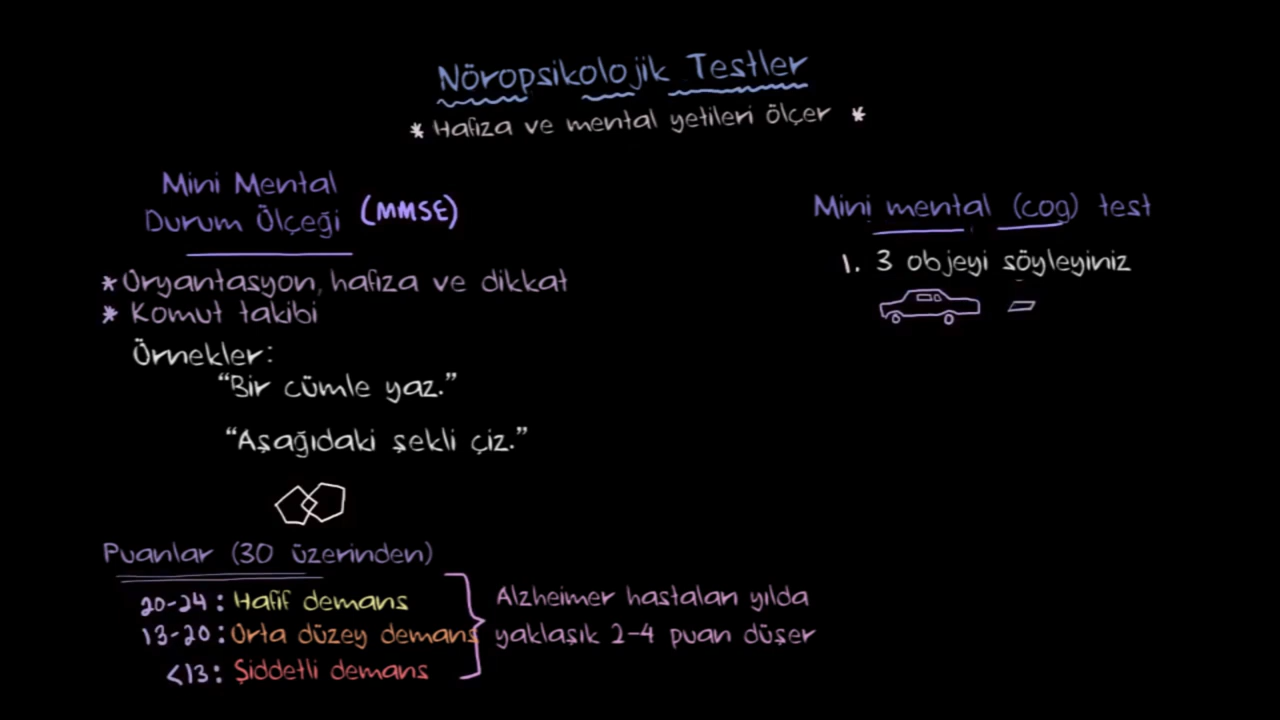 Nöropsikolojik Testler
* Hafıza ve mental yetileri ölçer *
Mini Mental
Durum Ölçeği (MMSE)
* Oryantasyon, hafıza ve dikkat
* Komut takibi
Örnekler:
"Bir cümle yaz."
"Aşağıdaki şekli çiz."
Puanlar (30 üzerinden)
20-24: Hafif demans
13-20: Orta düzey demans
<13: Şiddetli demans
Alzheimer hastaları yılda
yaklaşık 2-4 puan düşer
Mini mental (cog) test
1. 3 objeyi söyleyiniz